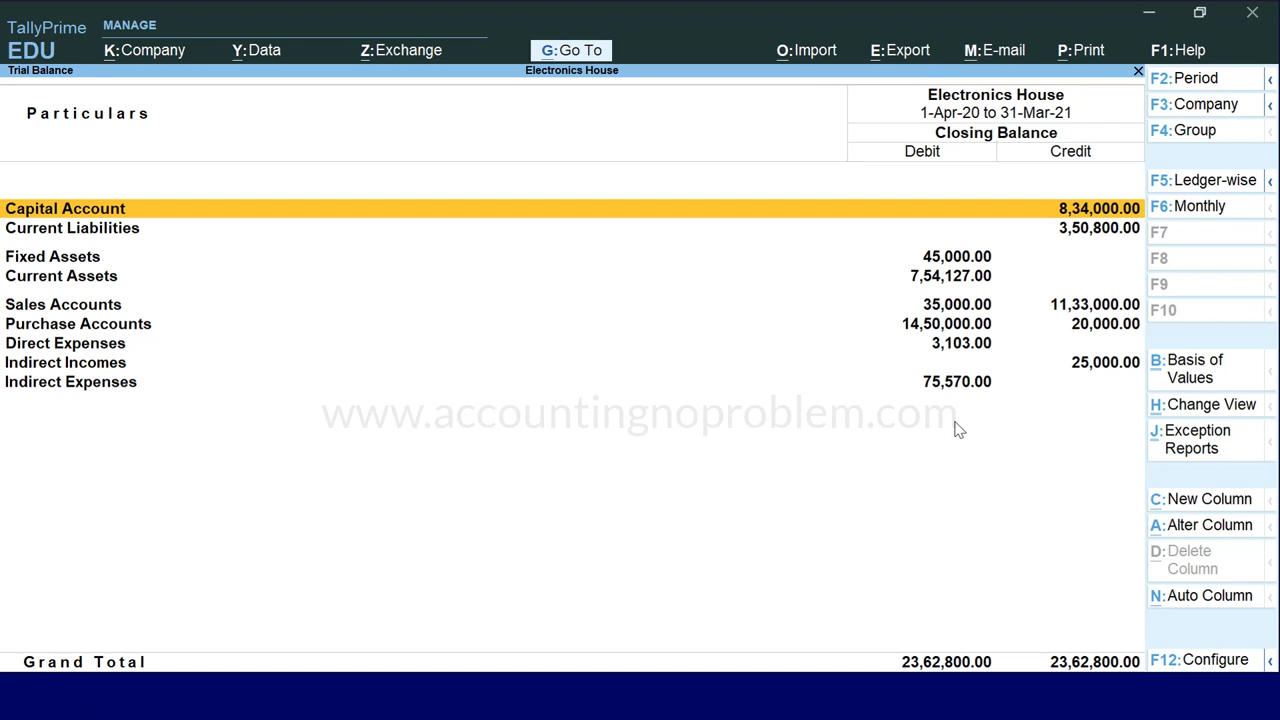 TallyPrime MANAGE
EDU K:Company Y:Data Z:Exchange G:Go To O:Import E:Export M:E-mail P:Print F1:Help
Trial Balance Electronics House
Particulars
Electronics House
1-Apr-20 to 31-Mar-21
Closing Balance
Debit Credit
Capital Account 8,34,000.00
Current Liabilities 3,50,800.00
Fixed Assets 45,000.00
Current Assets 7,54,127.00
Sales Accounts 35,000.00 11,33,000.00
Purchase Accounts 14,50,000.00 20,000.00
Direct Expenses 3,103.00
Indirect Incomes 25,000.00
Indirect Expenses 75,570.00
www.accountingnoproblem.com
Grand Total 23,62,800.00 23,62,800.00
F2:Period
F3:Company
F4:Group
F5:Ledger-wise
F6:Monthly
F7
F8
F9
F10
B:Basis of
Values
H:Change View
J:Exception
Reports
C:New Column
A:Alter Column
D:Delete
Column
N:Auto Column
F12:Configure